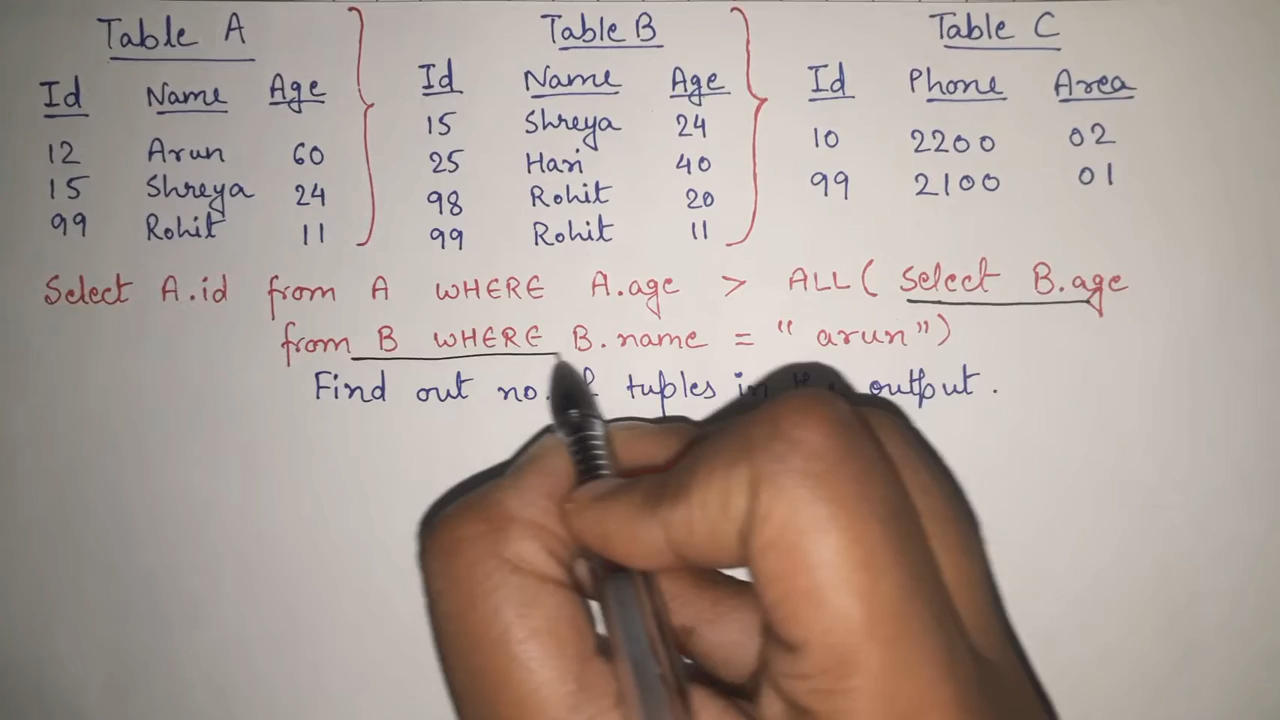 Table A
Id Name Age
12 Arun 60
15 Shreya 24
99 Rohit 11
Table B
Id Name Age
15 Shreya 24
25 Hari 40
98 Rohit 20
99 Rohit 11
Table C
Id Phone Area
10 2200 02
99 2100 01
Select A.id from A WHERE A.age > ALL( Select B.age
from B WHERE B.name = "arun")
Find out no. tuples in output.